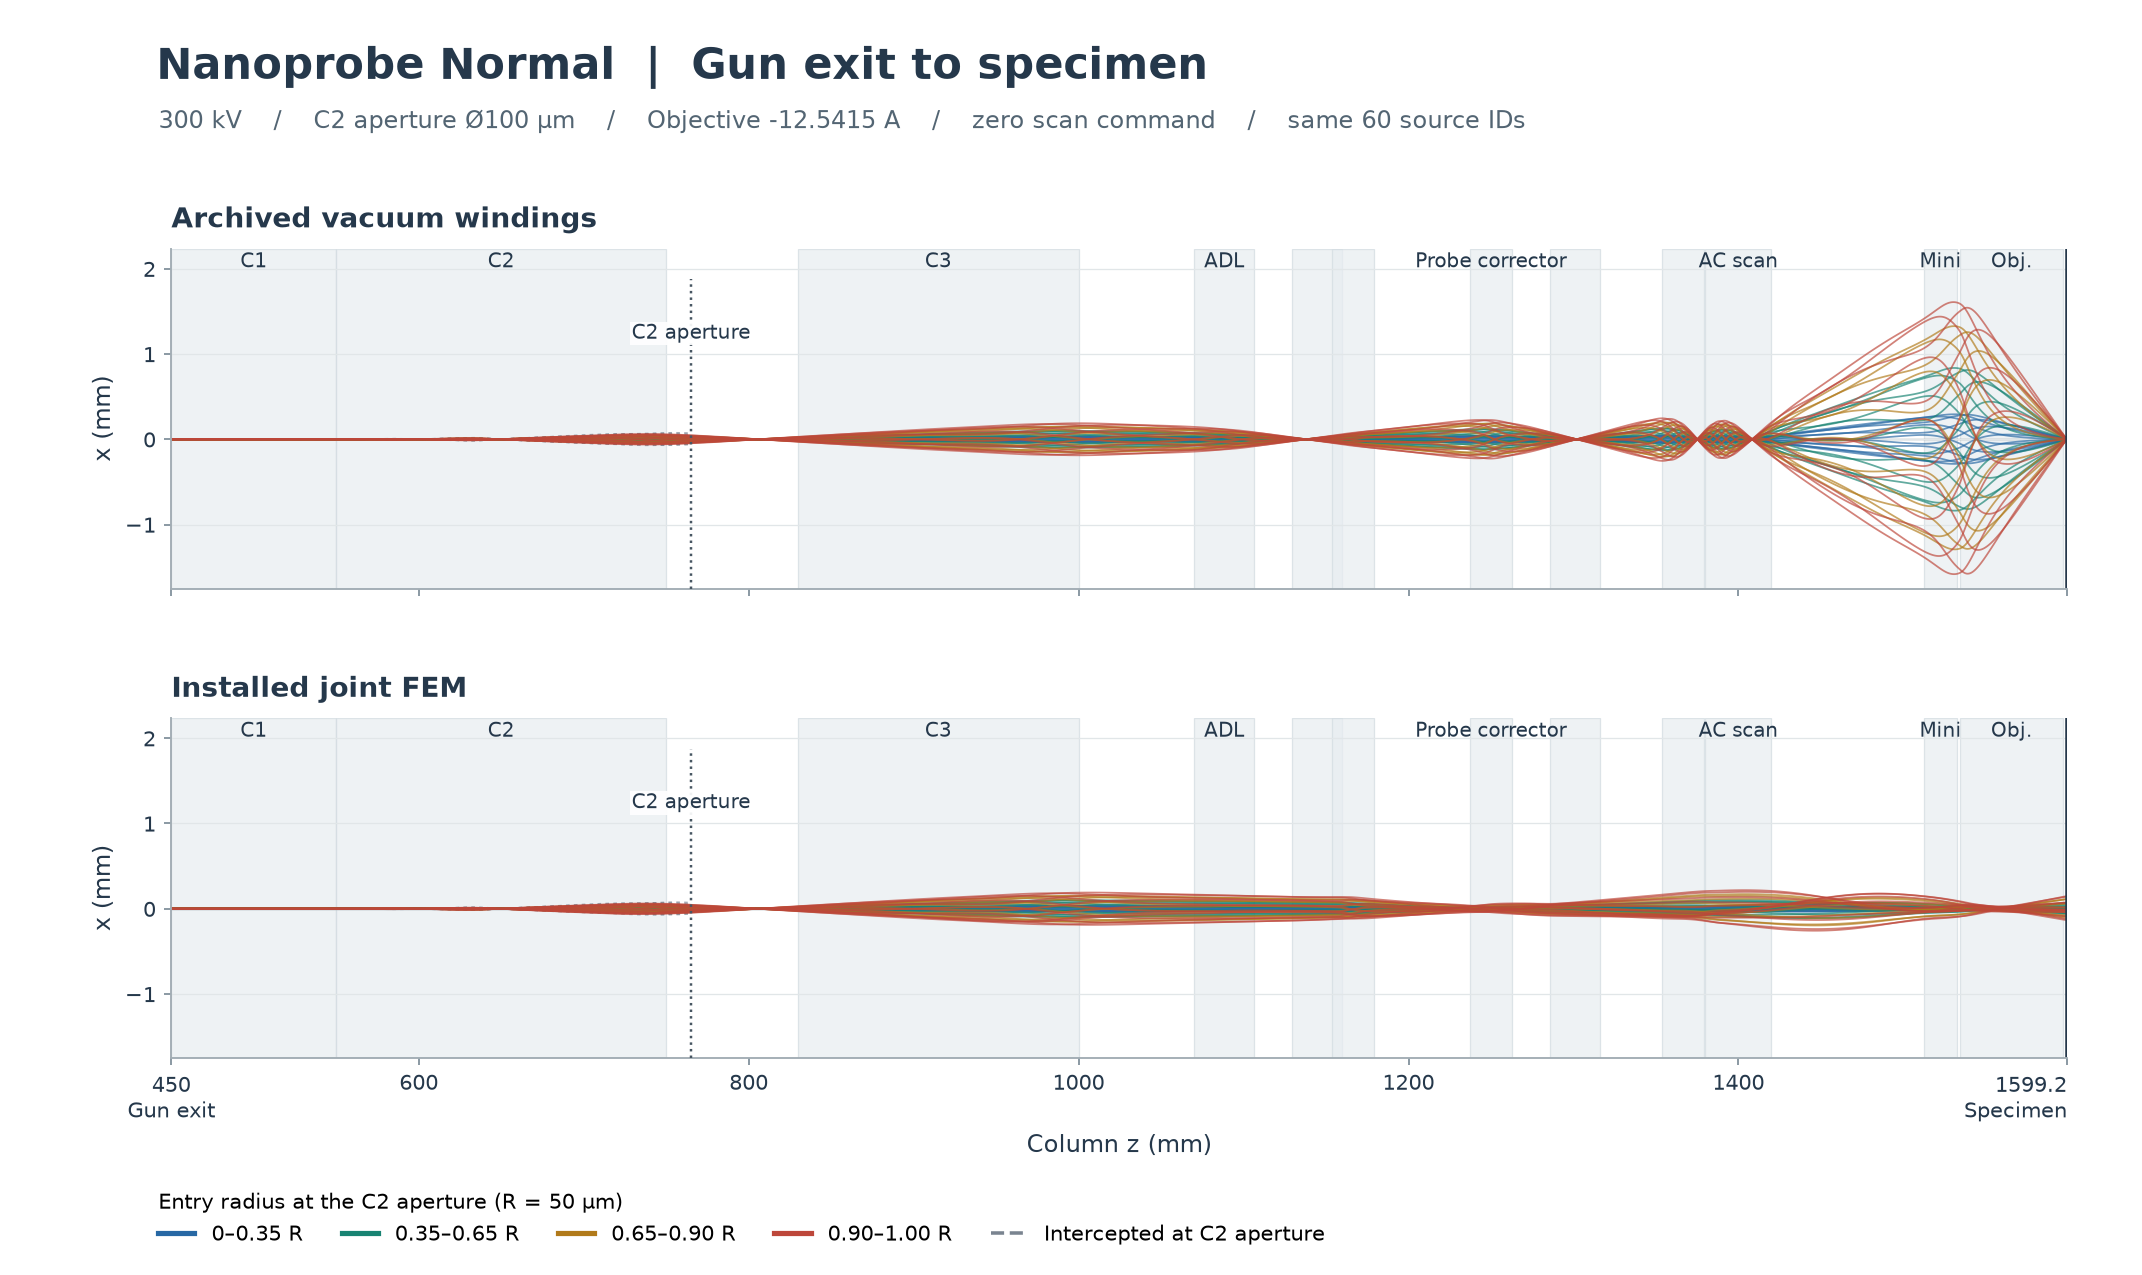 Nanoprobe Normal | Gun exit to specimen
300 kV / C2 aperture Ø100 μm / Objective -12.5415 A / zero scan command / same 60 source IDs
Archived vacuum windings
C1 C2 C3 ADL Probe corrector AC scan Mini Obj.
C2 aperture
x (mm)
2
1
0
−1
Installed joint FEM
C1 C2 C3 ADL Probe corrector AC scan Mini Obj.
C2 aperture
x (mm)
2
1
0
−1
450 600 800 1000 1200 1400 1599.2
Gun exit Specimen
Column z (mm)
Entry radius at the C2 aperture (R = 50 μm)
0–0.35 R 0.35–0.65 R 0.65–0.90 R 0.90–1.00 R Intercepted at C2 aperture